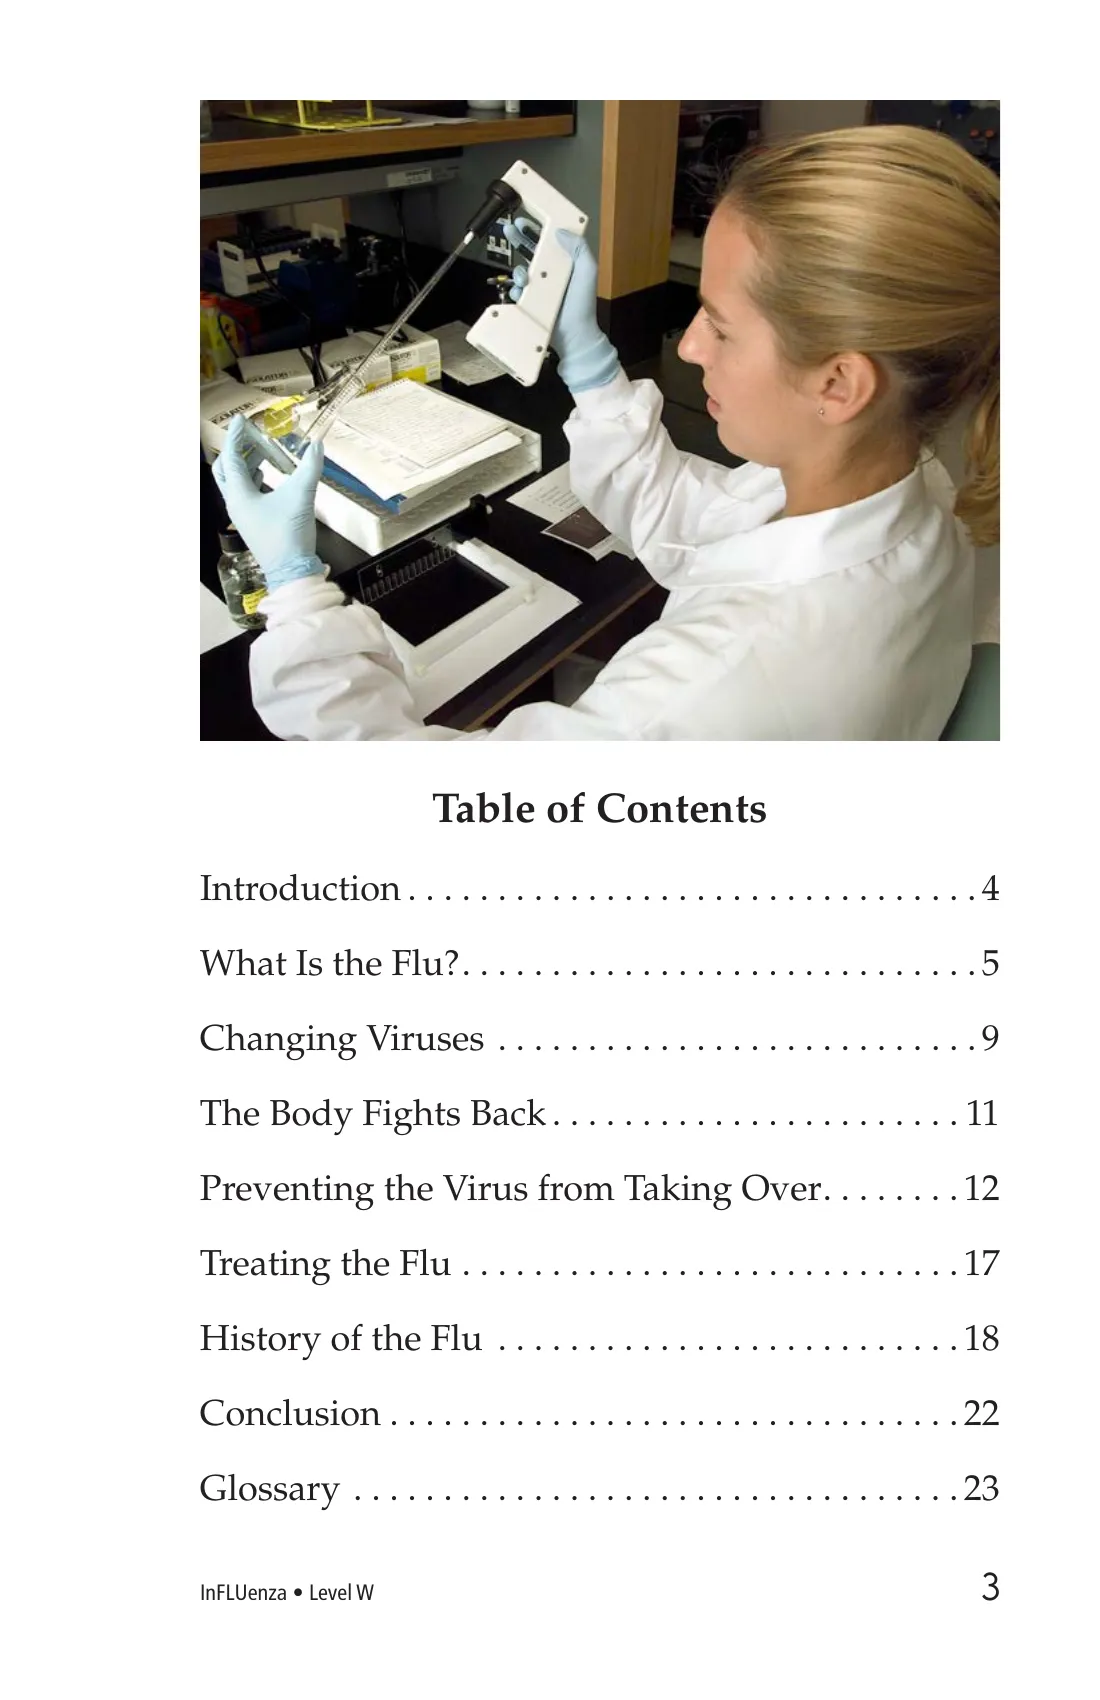 Table of Contents
Introduction . . . . . . . . . . . . . . . . . . . . . . . . . . . . . . . . 4
What Is the Flu?. . . . . . . . . . . . . . . . . . . . . . . . . . . . . 5
Changing Viruses . . . . . . . . . . . . . . . . . . . . . . . . . . . 9
The Body Fights Back . . . . . . . . . . . . . . . . . . . . . . . 11
Preventing the Virus from Taking Over. . . . . . . . 12
Treating the Flu . . . . . . . . . . . . . . . . . . . . . . . . . . . . 17
History of the Flu . . . . . . . . . . . . . . . . . . . . . . . . . . 18
Conclusion . . . . . . . . . . . . . . . . . . . . . . . . . . . . . . . . 22
Glossary . . . . . . . . . . . . . . . . . . . . . . . . . . . . . . . . . . 23
InFLUenza • Level W 3